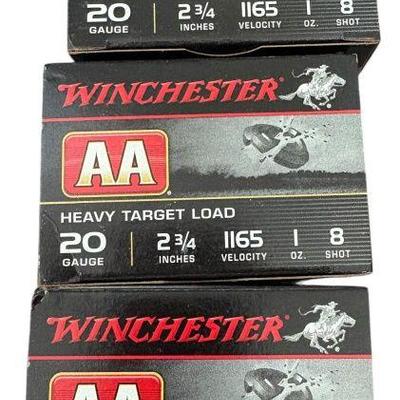 20 2 3/4 1165 1 8
GAUGE INCHES VELOCITY OZ. SHOT
WINCHESTER
AA
HEAVY TARGET LOAD
20 2 3/4 1165 1 8
GAUGE INCHES VELOCITY OZ. SHOT
WINCHESTER
AA